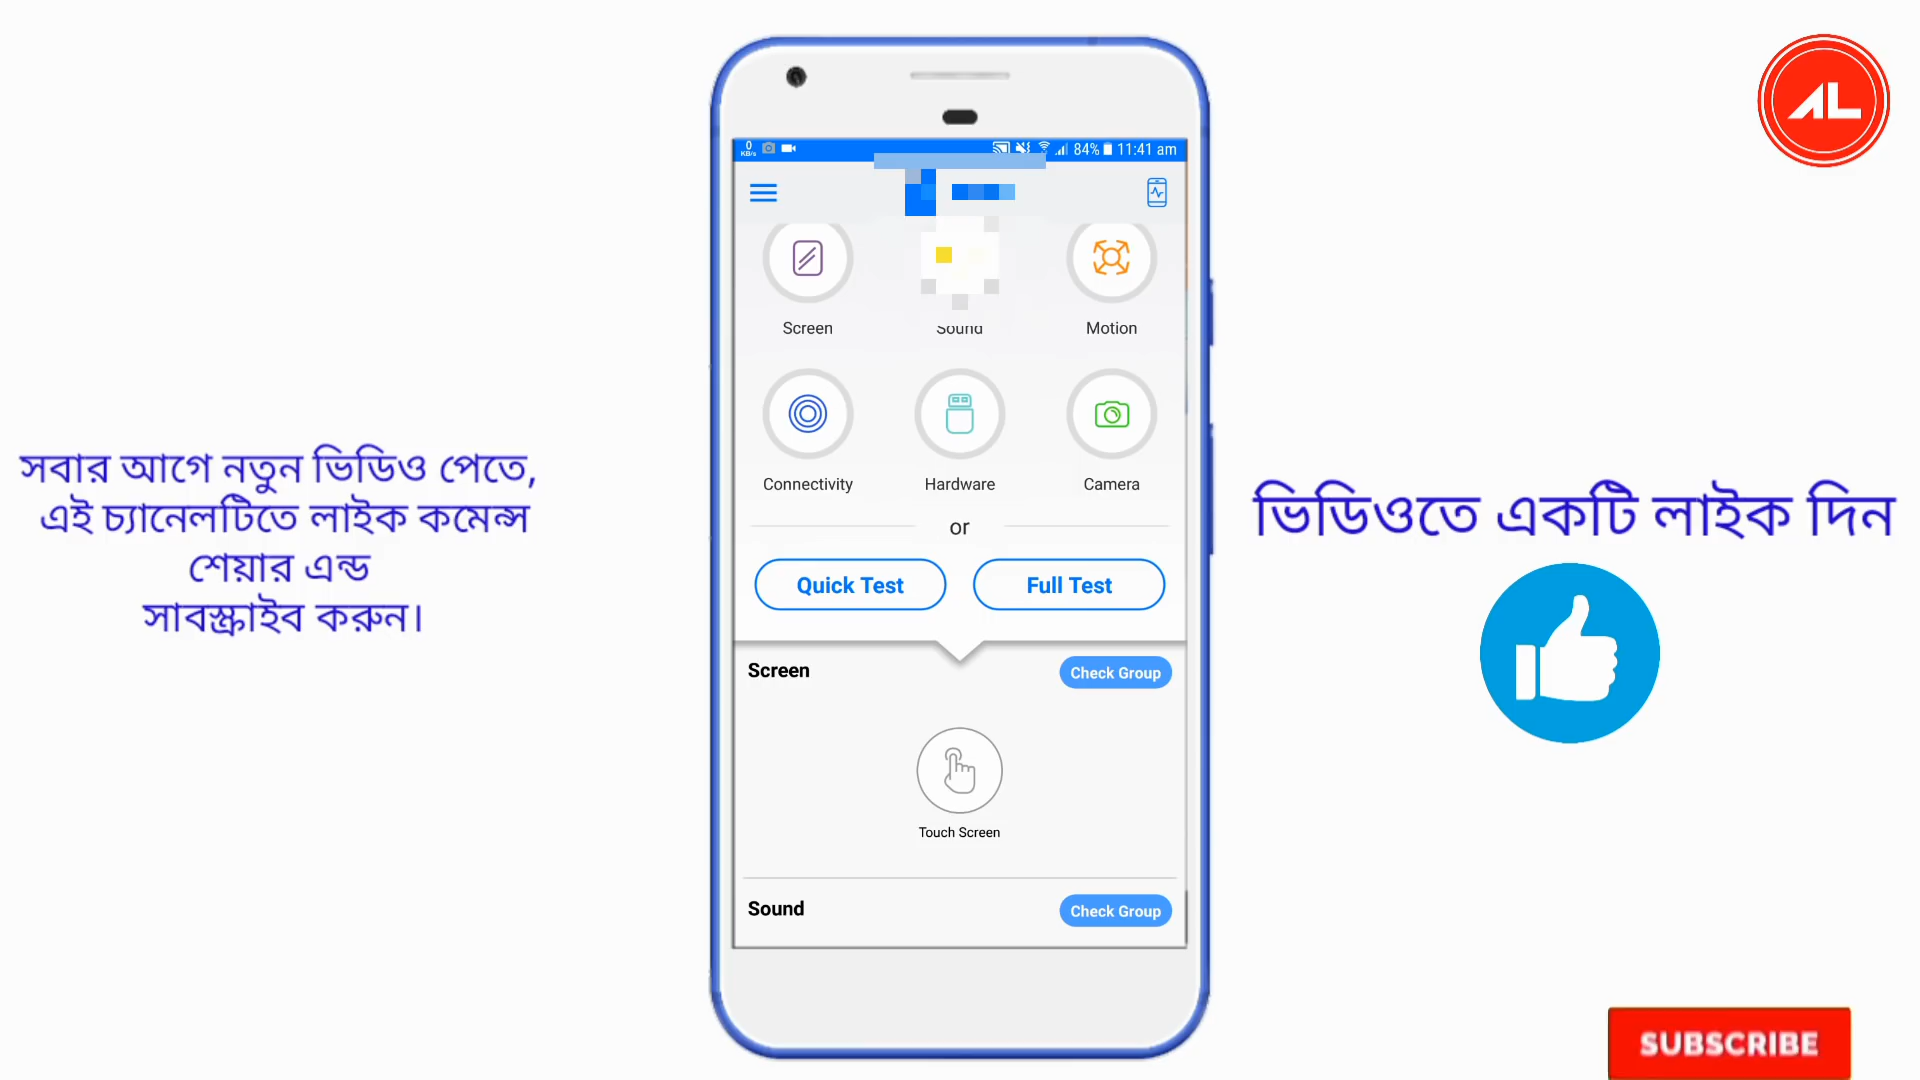 AL
0
KB/s
84% 11:41 am
Screen
Sound
Motion
Connectivity
Hardware
Camera
or
Quick Test
Full Test
Screen
Check Group
Touch Screen
Sound
Check Group
সবার আগে নতুন ভিডিও পেতে,
এই চ্যানেলটিতে লাইক কমেন্স
শেয়ার এন্ড
সাবস্ক্রাইব করুন।
ভিডিওতে একটি লাইক দিন
SUBSCRIBE